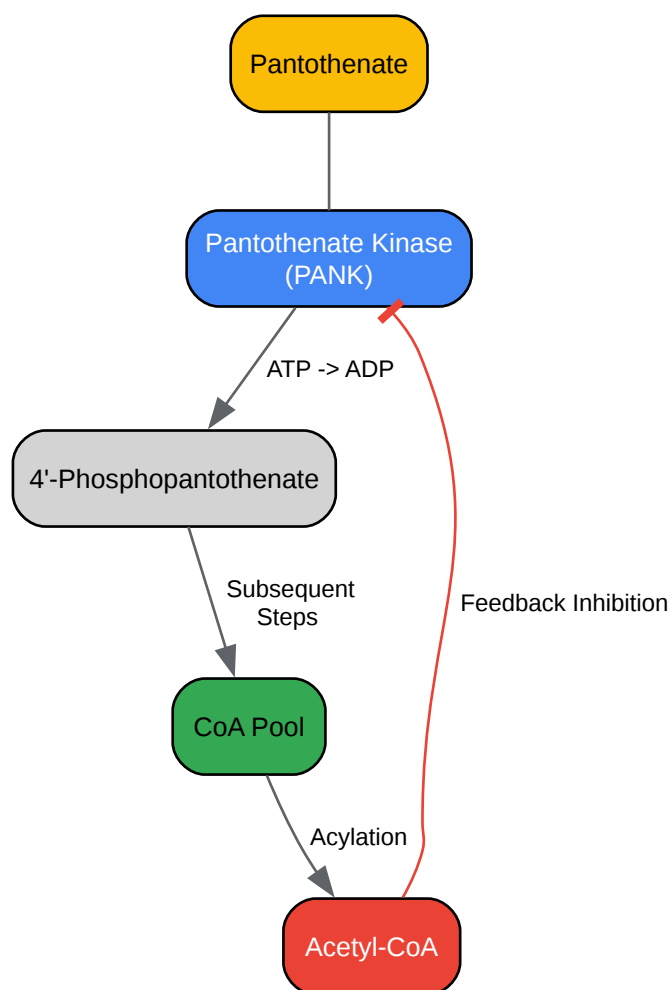 Pantothenate
Pantothenate Kinase
(PANK)
ATP -> ADP
4'-Phosphopantothenate
Subsequent
Steps
Feedback Inhibition
CoA Pool
Acylation
Acetyl-CoA